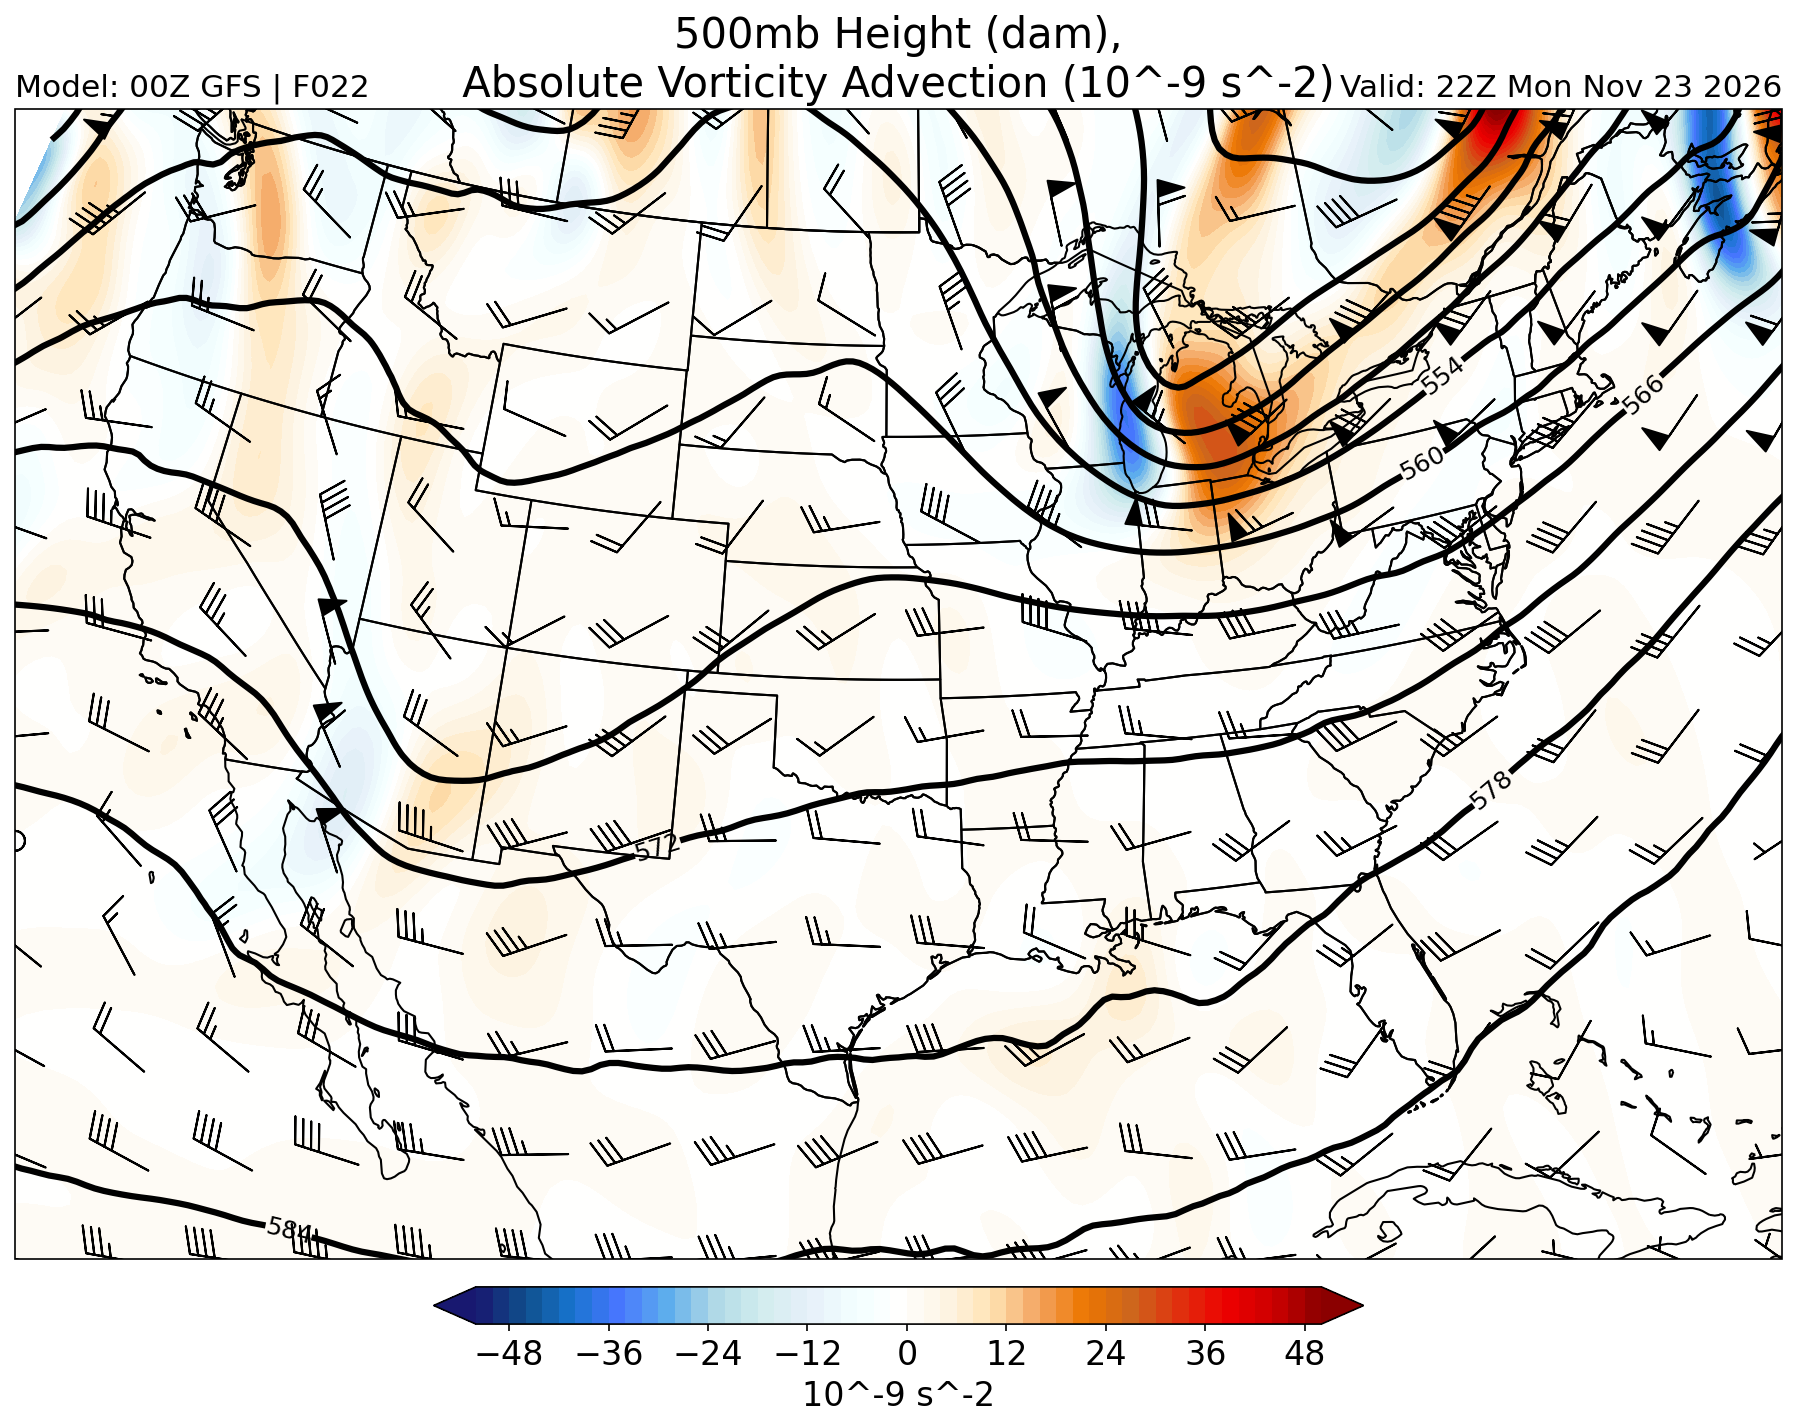 500mb Height (dam),
Model: 00Z GFS | F022
Absolute Vorticity Advection (10^-9 s^-2)
Valid: 22Z Mon Nov 23 2026
554
566
560
578
572
584
−48 −36 −24 −12 0 12 24 36 48
10^-9 s^-2